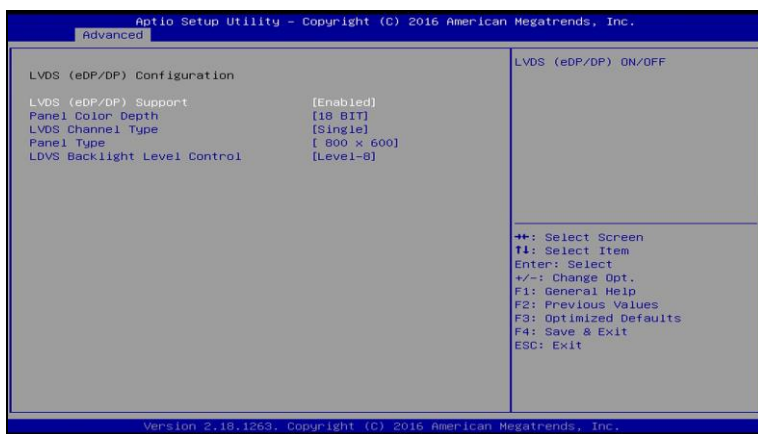 Aptio Setup Utility – Copyright (C) 2016 American Megatrends, Inc.
Advanced
LVDS (eDP/DP) Configuration
LVDS (eDP/DP) Support [Enabled]
Panel Color Depth [18 BIT]
LVDS Channel Type [Single]
Panel Type [ 800 x 600]
LDVS Backlight Level Control [Level-8]
LVDS (eDP/DP) ON/OFF
→←: Select Screen
↑↓: Select Item
Enter: Select
+/-: Change Opt.
F1: General Help
F2: Previous Values
F3: Optimized Defaults
F4: Save & Exit
ESC: Exit
Version 2.18.1263. Copyright (C) 2016 American Megatrends, Inc.